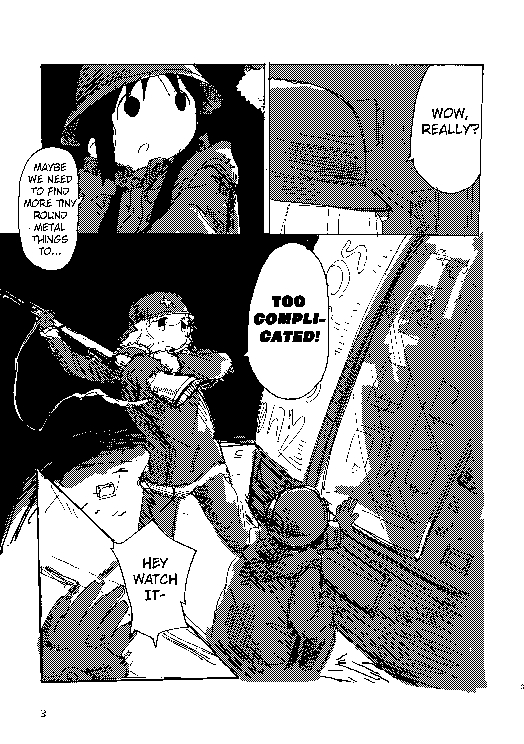 WOW,
REALLY?
MAYBE
WE NEED
TO FIND
MORE TINY
ROUND
METAL
THINGS
TO...
TOO
COMPLI-
CATED!
HEY
WATCH
IT-
3
3